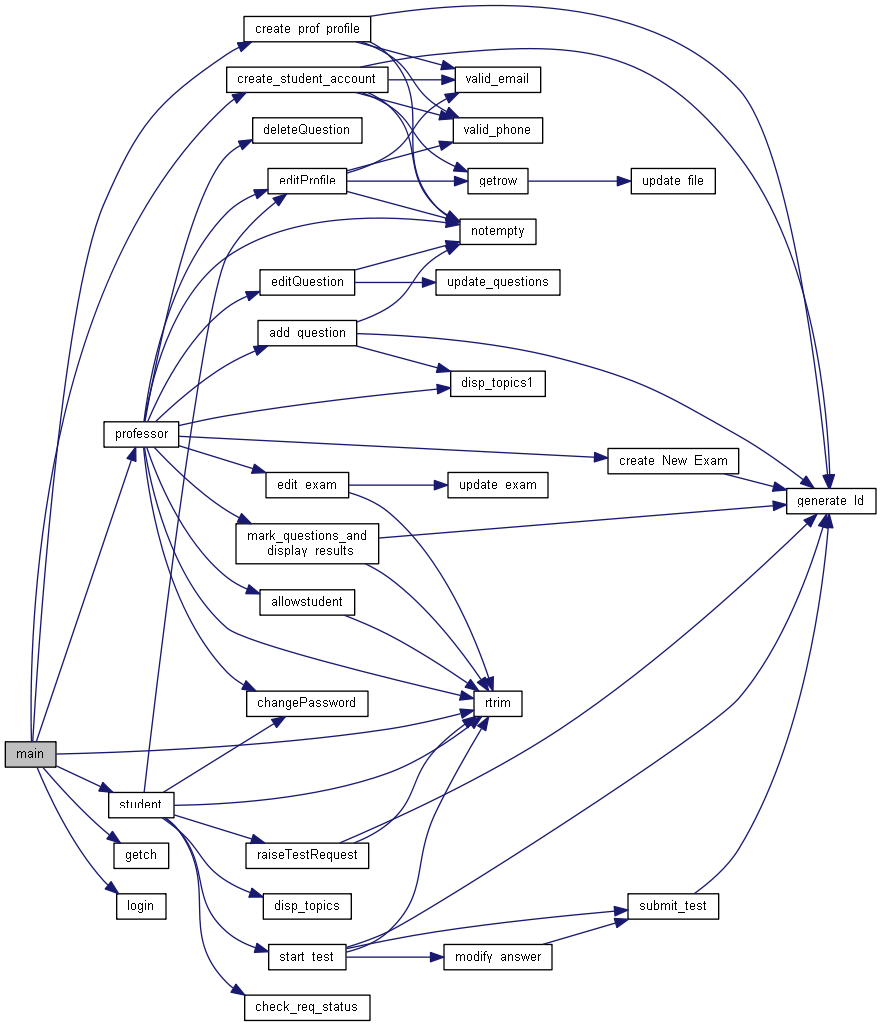 create_prof_profile
create_student_account
valid_email
deleteQuestion
valid_phone
editProfile
getrow
update_file
notempty
editQuestion
update_questions
add_question
disp_topics1
professor
create_New_Exam
edit_exam
update_exam
generate_Id
mark_questions_and
_display_results
allowstudent
changePassword
rtrim
main
student
getch
raiseTestRequest
login
disp_topics
submit_test
start_test
modify_answer
check_req_status